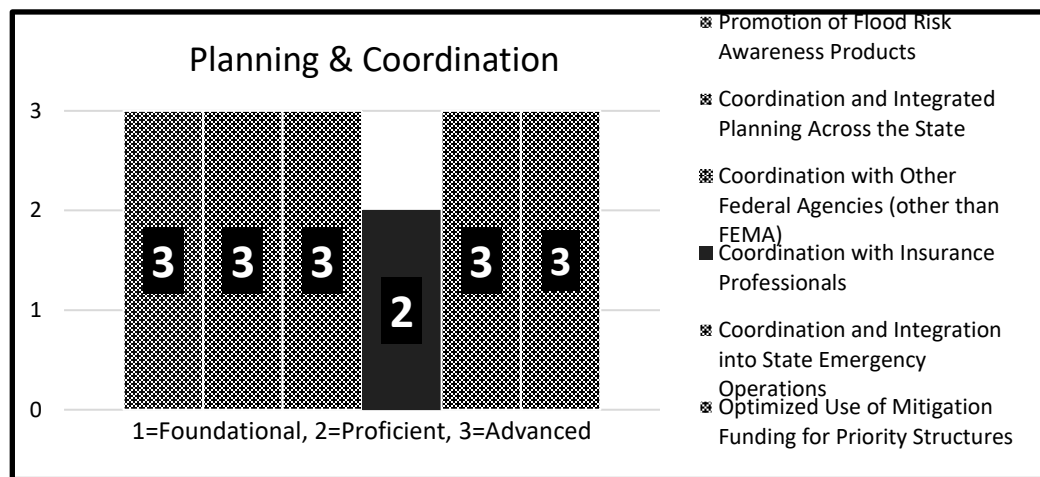 Planning & Coordination
3
2
1
0
3
3
3
2
3
3
1=Foundational, 2=Proficient, 3=Advanced
Promotion of Flood Risk
Awareness Products
Coordination and Integrated
Planning Across the State
Coordination with Other
Federal Agencies (other than
FEMA)
Coordination with Insurance
Professionals
Coordination and Integration
into State Emergency
Operations
Optimized Use of Mitigation
Funding for Priority Structures